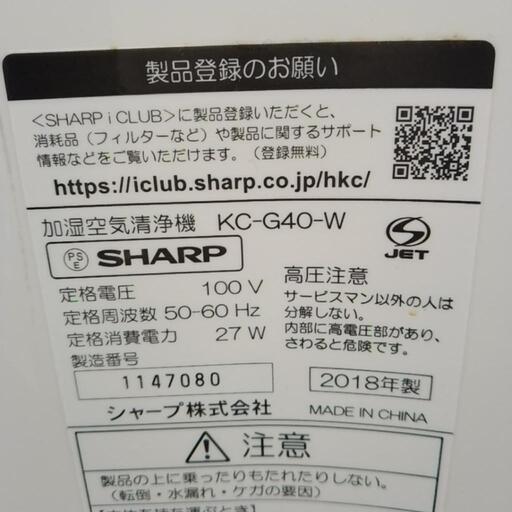 製品登録のお願い
＜SHARP i CLUB＞に製品登録いただくと、
消耗品（フィルターなど）や製品に関するサポート
情報などをご覧いただけます。（登録無料）
https://iclub.sharp.co.jp/hkc/
加湿空気清浄機 KC-G40-W
PSE SHARP
JET
定格電圧 100 V
定格周波数 50-60 Hz
定格消費電力 27 W
製造番号
1147080
シャープ株式会社
高圧注意
サービスマン以外の人は
分解しない。
内部に高電圧部があり、
さわると危険です。
2018年製
MADE IN CHINA
注意
製品の上に乗ったりもたれたりしない。
（転倒・水漏れ・ケガの要因）